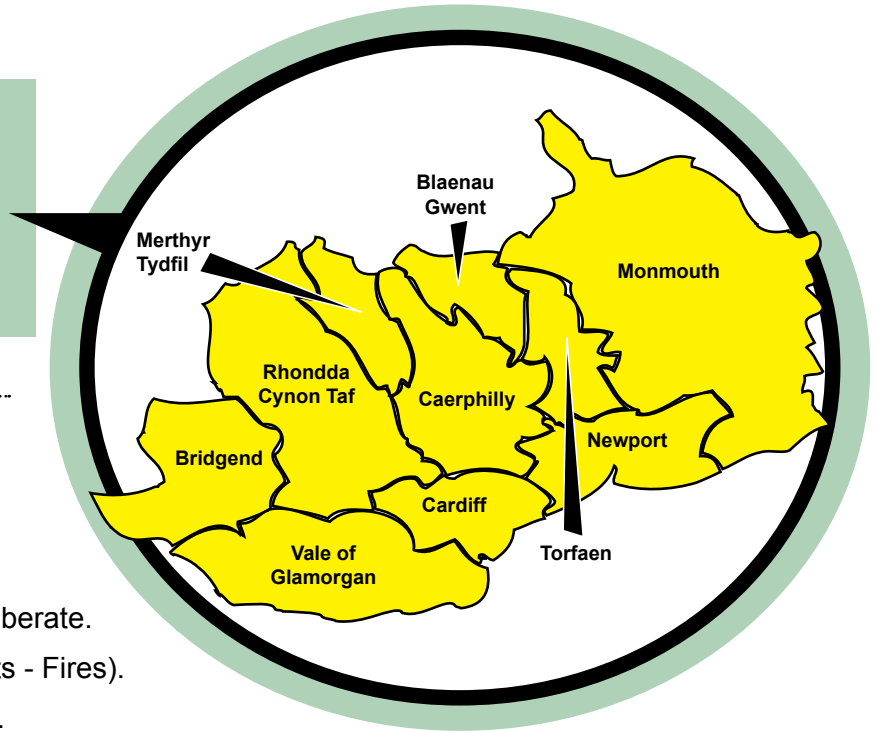 Blaenau
Gwent
Merthyr
Tydfil
Monmouth
Rhondda
Cynon Taf
Caerphilly
Bridgend
Newport
Cardiff
Vale of
Glamorgan
Torfaen
berate.
s - Fires).